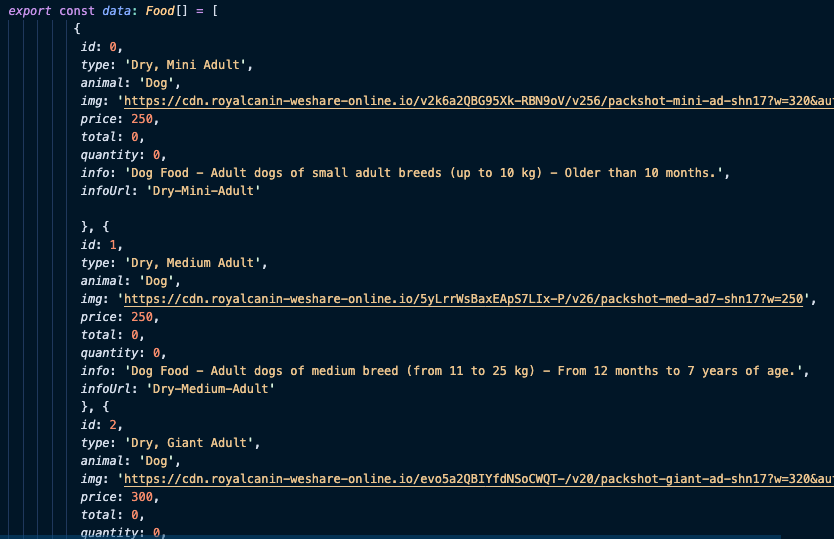 export const data: Food[] = [
{
id: 0,
type: 'Dry, Mini Adult',
animal: 'Dog',
img: 'https://cdn.royalcanin-weshare-online.io/v2k6a2QBG95Xk-RBN9oV/v256/packshot-mini-ad-shn17?w=320&aut
price: 250,
total: 0,
quantity: 0,
info: 'Dog Food - Adult dogs of small adult breeds (up to 10 kg) - Older than 10 months.',
infoUrl: 'Dry-Mini-Adult'
}, {
id: 1,
type: 'Dry, Medium Adult',
animal: 'Dog',
img: 'https://cdn.royalcanin-weshare-online.io/5yLrrWsBaxEApS7LIx-P/v26/packshot-med-ad7-shn17?w=250',
price: 250,
total: 0,
quantity: 0,
info: 'Dog Food - Adult dogs of medium breed (from 11 to 25 kg) - From 12 months to 7 years of age.',
infoUrl: 'Dry-Medium-Adult'
}, {
id: 2,
type: 'Dry, Giant Adult',
animal: 'Dog',
img: 'https://cdn.royalcanin-weshare-online.io/evo5a2QBIYfdNSoCWQT-/v20/packshot-giant-ad-shn17?w=320&aut
price: 300,
total: 0,
quantity: 0,